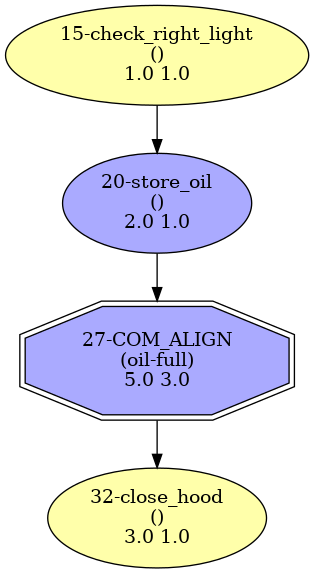 15-check_right_light
()
1.0 1.0
20-store_oil
()
2.0 1.0
27-COM_ALIGN
(oil-full)
5.0 3.0
32-close_hood
()
3.0 1.0